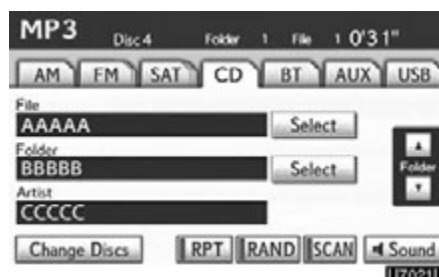 MP3 Disc 4 Folder 1 File 1 0'31"
AM FM SAT CD BT AUX USB
File
AAAAA Select
Folder
BBBBB Select
Folder
Artist
CCCCC
Change Discs RPT RAND SCAN Sound